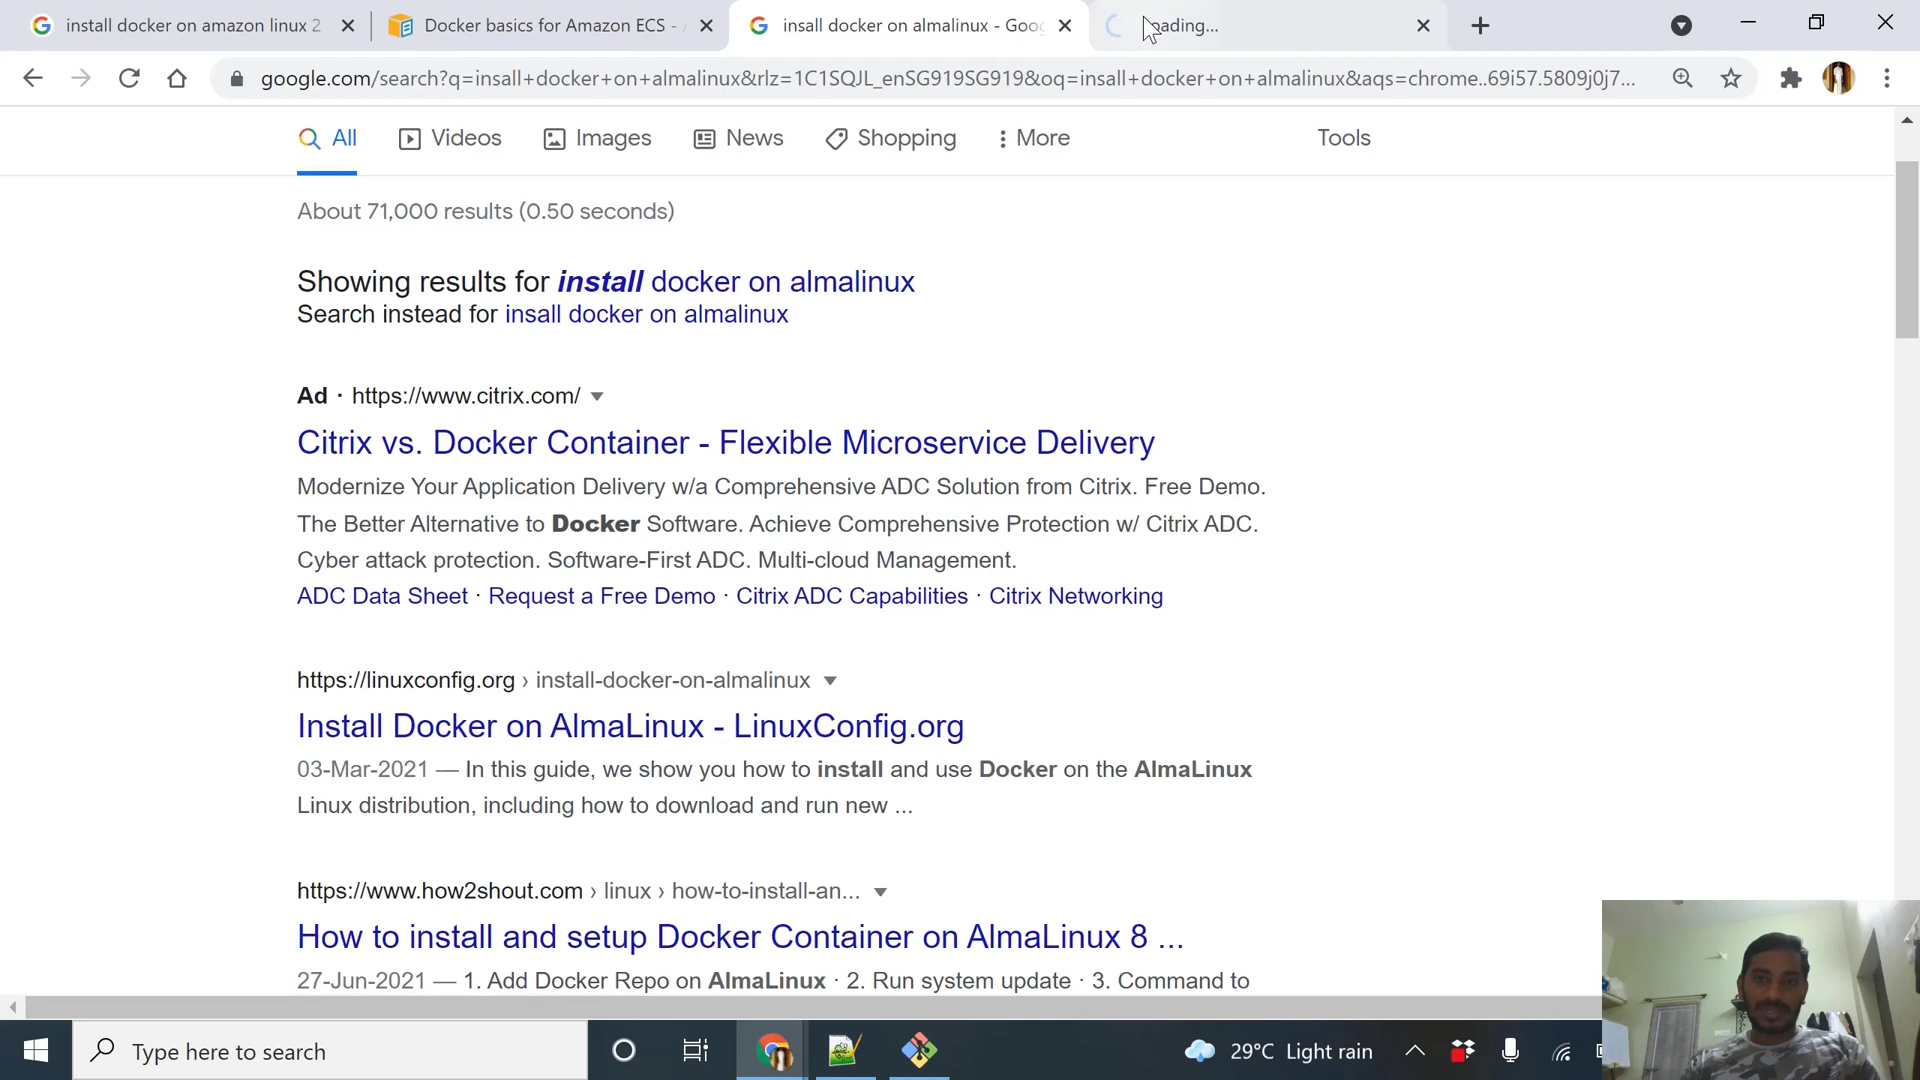 install docker on amazon linux 2
Docker basics for Amazon ECS -
insall docker on almalinux - Goo
oading...
google.com/search?q=insall+docker+on+almalinux&rlz=1C1SQJL_enSG919SG919&oq=insall+docker+on+almalinux&aqs=chrome..69i57.5809j0j7...
All
Videos
Images
News
Shopping
More
Tools
About 71,000 results (0.50 seconds)
Showing results for install docker on almalinux
Search instead for insall docker on almalinux
Ad · https://www.citrix.com/
Citrix vs. Docker Container - Flexible Microservice Delivery
Modernize Your Application Delivery w/a Comprehensive ADC Solution from Citrix. Free Demo.
The Better Alternative to Docker Software. Achieve Comprehensive Protection w/ Citrix ADC.
Cyber attack protection. Software-First ADC. Multi-cloud Management.
ADC Data Sheet · Request a Free Demo · Citrix ADC Capabilities · Citrix Networking
https://linuxconfig.org › install-docker-on-almalinux
Install Docker on AlmaLinux - LinuxConfig.org
03-Mar-2021 — In this guide, we show you how to install and use Docker on the AlmaLinux
Linux distribution, including how to download and run new ...
https://www.how2shout.com › linux › how-to-install-an...
How to install and setup Docker Container on AlmaLinux 8 ...
27-Jun-2021 — 1. Add Docker Repo on AlmaLinux · 2. Run system update · 3. Command to
Type here to search
29°C Light rain